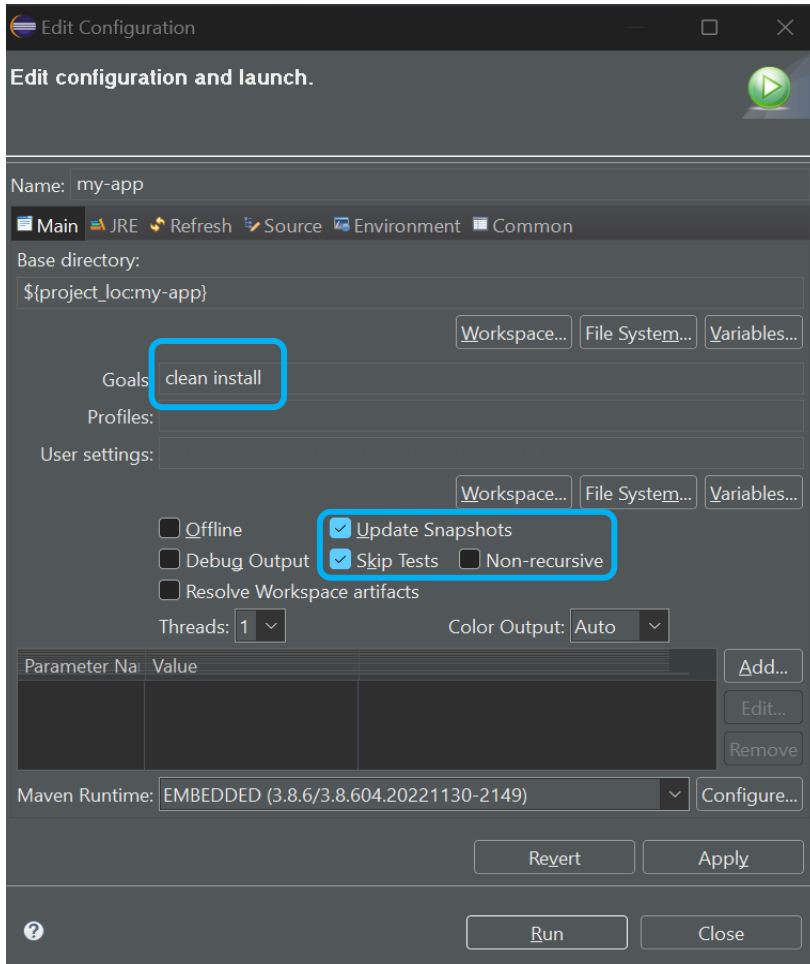 Edit Configuration
Edit configuration and launch.
Name: my-app
Main JRE Refresh Source Environment Common
Base directory:
${project_loc:my-app}
Workspace... File System... Variables...
Goals clean install
Profiles:
User settings:
Workspace... File System... Variables...
Offline Update Snapshots
Debug Output Skip Tests Non-recursive
Resolve Workspace artifacts
Threads: 1 Color Output: Auto
Parameter Na Value Add...
Edit...
Remove
Maven Runtime: EMBEDDED (3.8.6/3.8.604.20221130-2149) Configure...
Revert Apply
Run Close